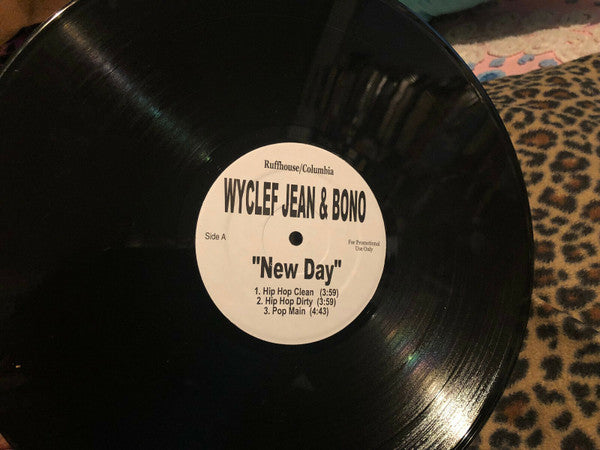 Ruffhouse/Columbia
WYCLEF JEAN & BONO
Side A
For Promotional
Use Only
"New Day"
1. Hip Hop Clean (3:59)
2. Hip Hop Dirty (3:59)
3. Pop Main (4:43)